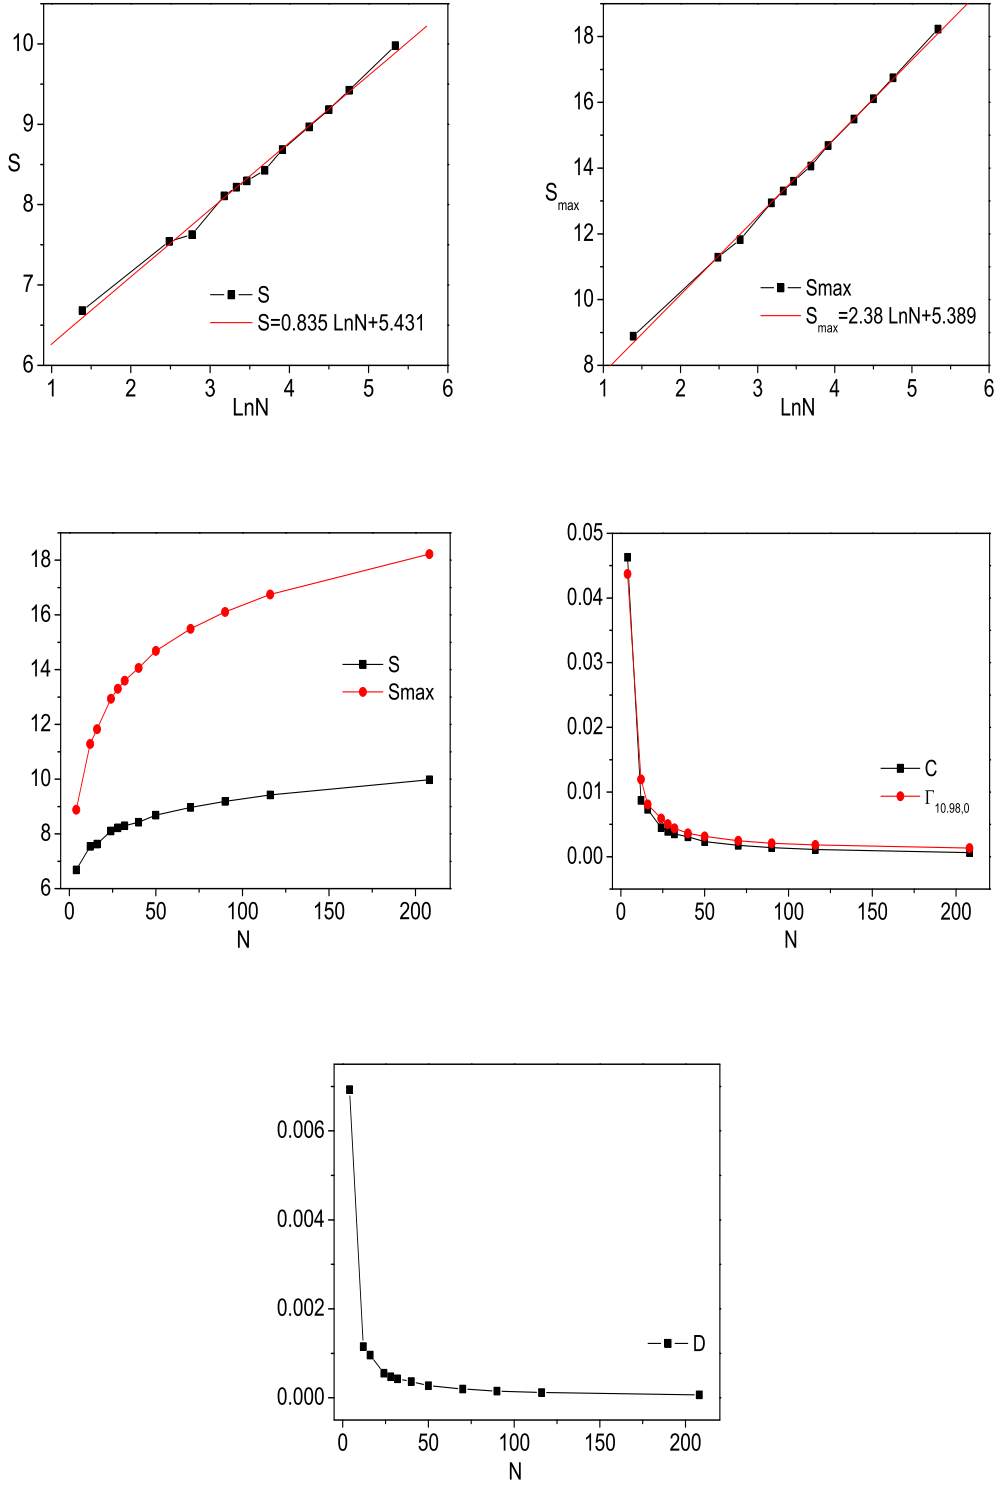 10
9
S
8
7
6
S
S=0.835 LnN+5.431
1 2 3 4 5 6
LnN
18
16
14
S_max
12
10
8
Smax
S_max=2.38 LnN+5.389
1 2 3 4 5 6
LnN
18
16
14
12
10
8
6
S
Smax
0 50 100 150 200
N
0.05
0.04
0.03
0.02
0.01
0.00
C
Γ_10.98,0
0 50 100 150 200
N
0.006
0.004
0.002
0.000
D
0 50 100 150 200
N